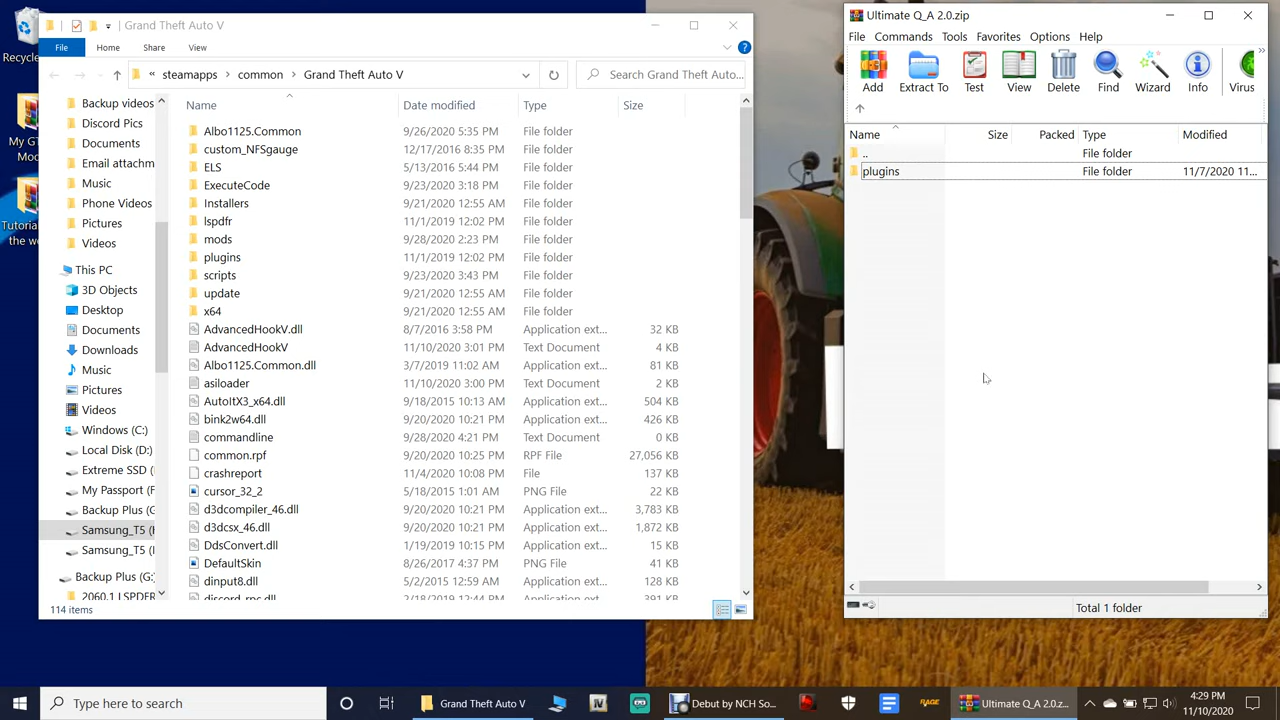 Grand Theft Auto V
File Home Share View
« steamapps > common > Grand Theft Auto V
Search Grand Theft Auto V...
Name Date modified Type Size
Backup videos
Discord Pics
Documents
Email attachm
Music
Phone Videos
Pictures
Videos
This PC
3D Objects
Desktop
Documents
Downloads
Music
Pictures
Videos
Windows (C:)
Local Disk (D:)
Extreme SSD (
My Passport (F
Backup Plus (G
Samsung_T5 (
Samsung_T5 (
Backup Plus (G:
2060.1 LSPDFR
Albo1125.Common 9/26/2020 5:35 PM File folder
custom_NFSgauge 12/17/2016 8:35 PM File folder
ELS 5/13/2016 5:44 PM File folder
ExecuteCode 9/23/2020 3:18 PM File folder
Installers 9/21/2020 12:55 AM File folder
lspdfr 11/1/2019 12:02 PM File folder
mods 9/28/2020 2:23 PM File folder
plugins 11/1/2019 12:02 PM File folder
scripts 9/23/2020 3:43 PM File folder
update 9/21/2020 12:55 AM File folder
x64 9/21/2020 12:55 AM File folder
AdvancedHookV.dll 8/7/2016 3:58 PM Application ext... 32 KB
AdvancedHookV 11/10/2020 3:01 PM Text Document 4 KB
Albo1125.Common.dll 3/7/2019 11:02 AM Application ext... 81 KB
asiloader 11/10/2020 3:00 PM Text Document 2 KB
AutoItX3_x64.dll 9/18/2015 10:13 AM Application ext... 504 KB
bink2w64.dll 9/20/2020 10:21 PM Application ext... 426 KB
commandline 9/28/2020 4:21 PM Text Document 0 KB
common.rpf 9/20/2020 10:25 PM RPF File 27,056 KB
crashreport 11/4/2020 10:08 PM File 137 KB
cursor_32_2 5/18/2015 1:01 AM PNG File 22 KB
d3dcompiler_46.dll 9/20/2020 10:21 PM Application ext... 3,783 KB
d3dcsx_46.dll 9/20/2020 10:21 PM Application ext... 1,872 KB
DdsConvert.dll 1/19/2019 10:15 PM Application ext... 15 KB
DefaultSkin 8/26/2017 4:37 PM PNG File 41 KB
dinput8.dll 5/2/2015 12:59 AM Application ext... 128 KB
discord_rpc.dll 2/18/2019 12:44 PM Application ext... 391 KB
114 items
Ultimate Q_A 2.0.zip
File Commands Tools Favorites Options Help
Add Extract To Test View Delete Find Wizard Info Virus
Name Size Packed Type Modified
.. File folder
plugins File folder 11/7/2020 11...
Total 1 folder
Recycle
My GT
Mod
Tutoria
the w
Type here to search
Grand Theft Auto V
IV
Debut by NCH So...
RAGE
Ultimate Q_A 2.0.z...
4:29 PM
11/10/2020